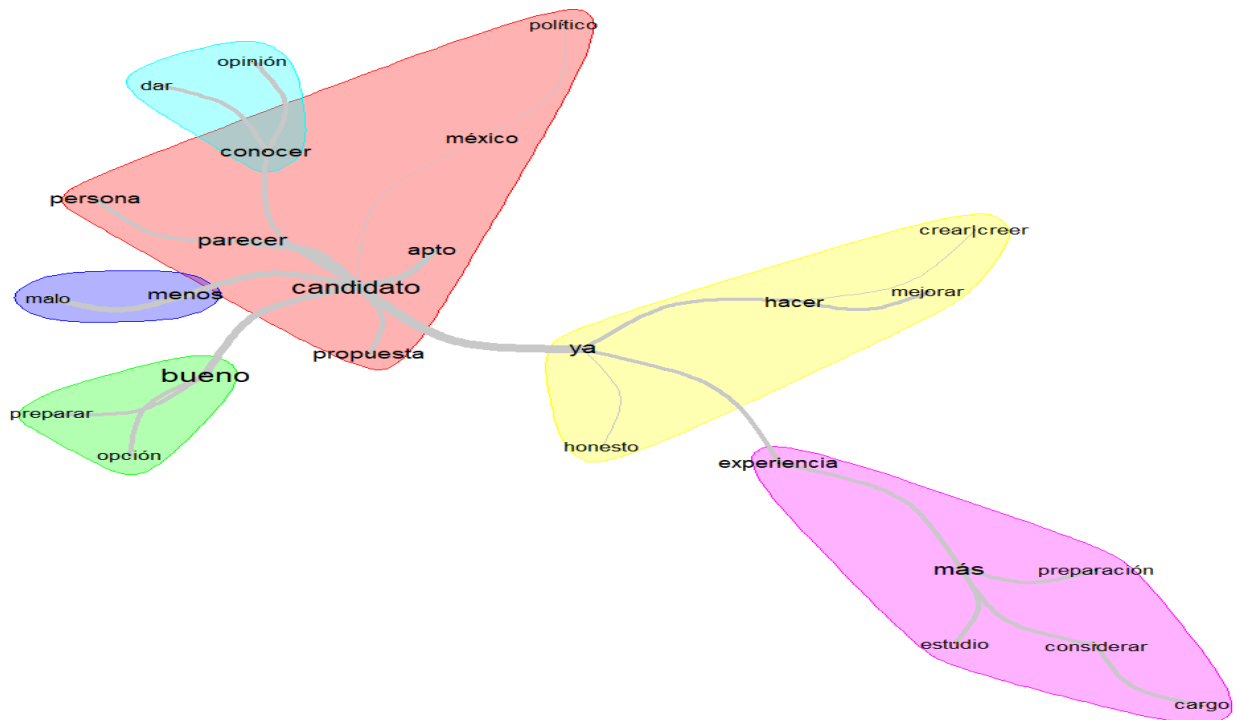 político
opinión
dar
méxico
conocer
persona
crear|creer
parecer
apto
candidato
menos
malo
hacer
mejorar
propuesta
ya
bueno
preparar
honesto
opción
experiencia
más
preparación
estudio
considerar
cargo